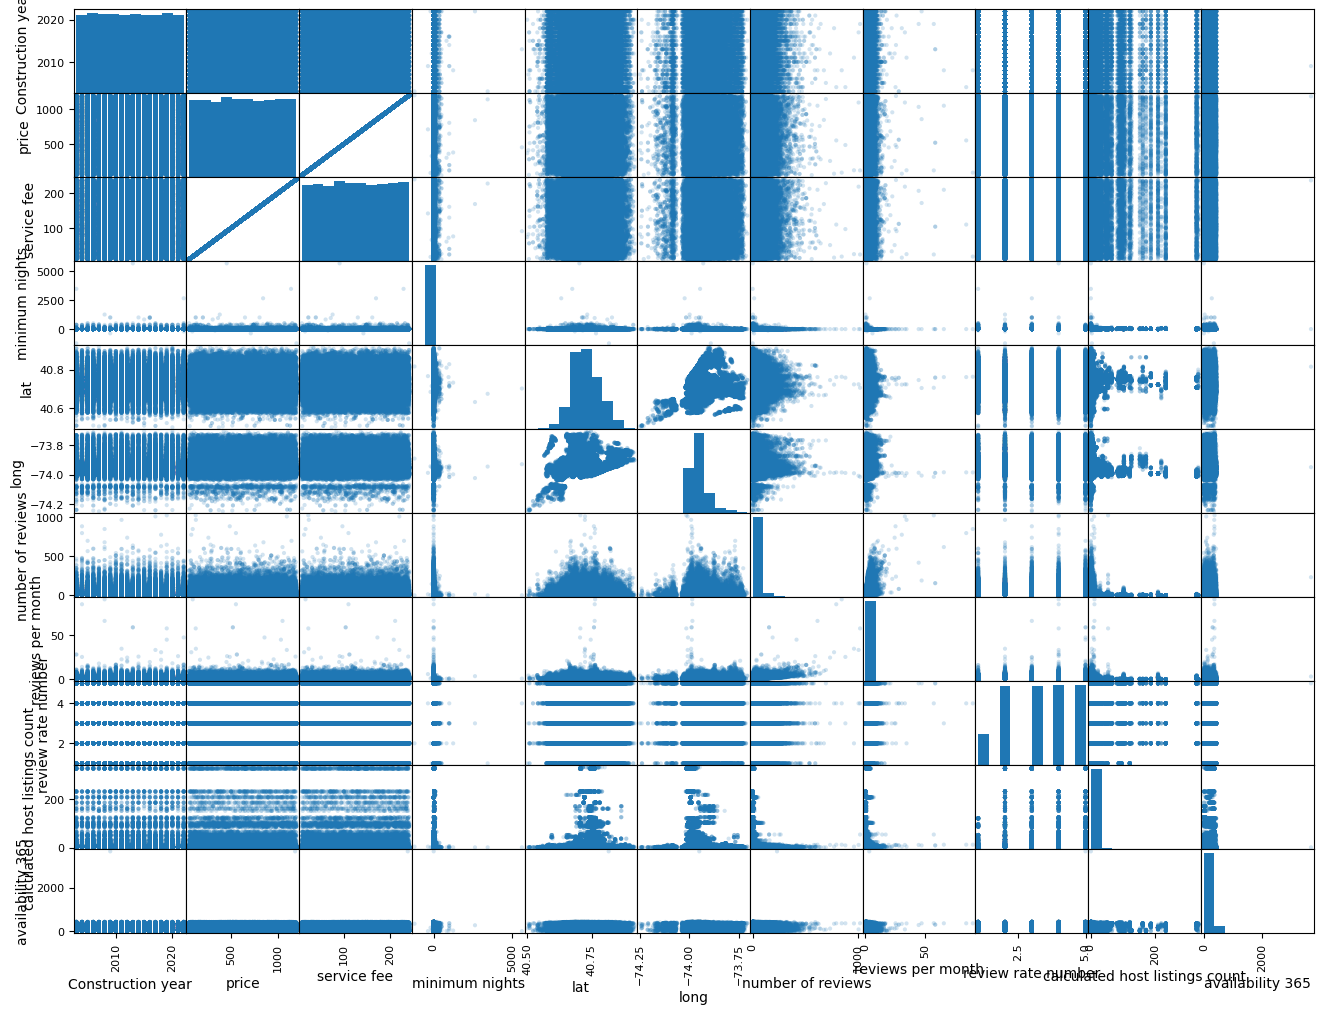 Construction year
2020
2010
price
1000
500
service fee
200
100
minimum nights
5000
2500
0
lat
40.8
40.6
long
−73.8
−74.0
−74.2
number of reviews
1000
500
0
reviews per month
50
0
review rate number
4
2
calculated host listings count
200
0
availability 365
2000
0
2010
2020
500
1000
100
200
0
5000
40.50
40.75
−74.25
−74.00
−73.75
0
1000
0
50
2.5
5.0
0
200
0
2000
Construction year
price
service fee
minimum nights
lat
long
number of reviews
reviews per month
review rate number
calculated host listings count
availability 365